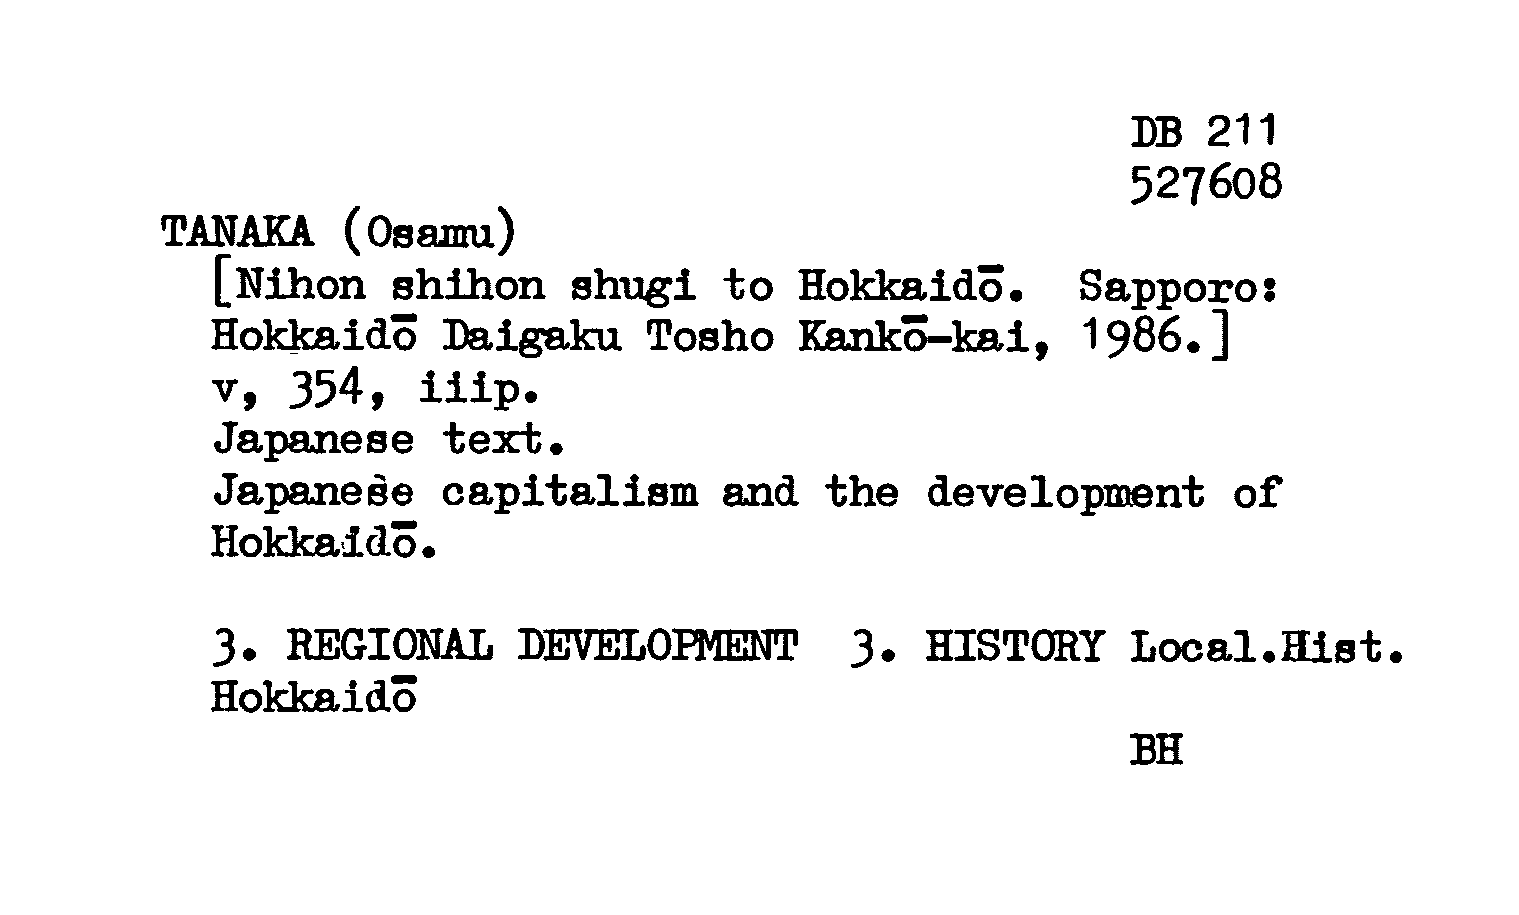 DB 211
527608
TANAKA (Osamu)
[Nihon shihon shugi to Hokkaidō. Sapporo:
Hokkaidō Daigaku Tosho Kankō-kai, 1986.]
v, 354, iiip.
Japanese text.
Japanese capitalism and the development of
Hokkaidō.
3. REGIONAL DEVELOPMENT 3. HISTORY Local.Hist.
Hokkaidō
BH